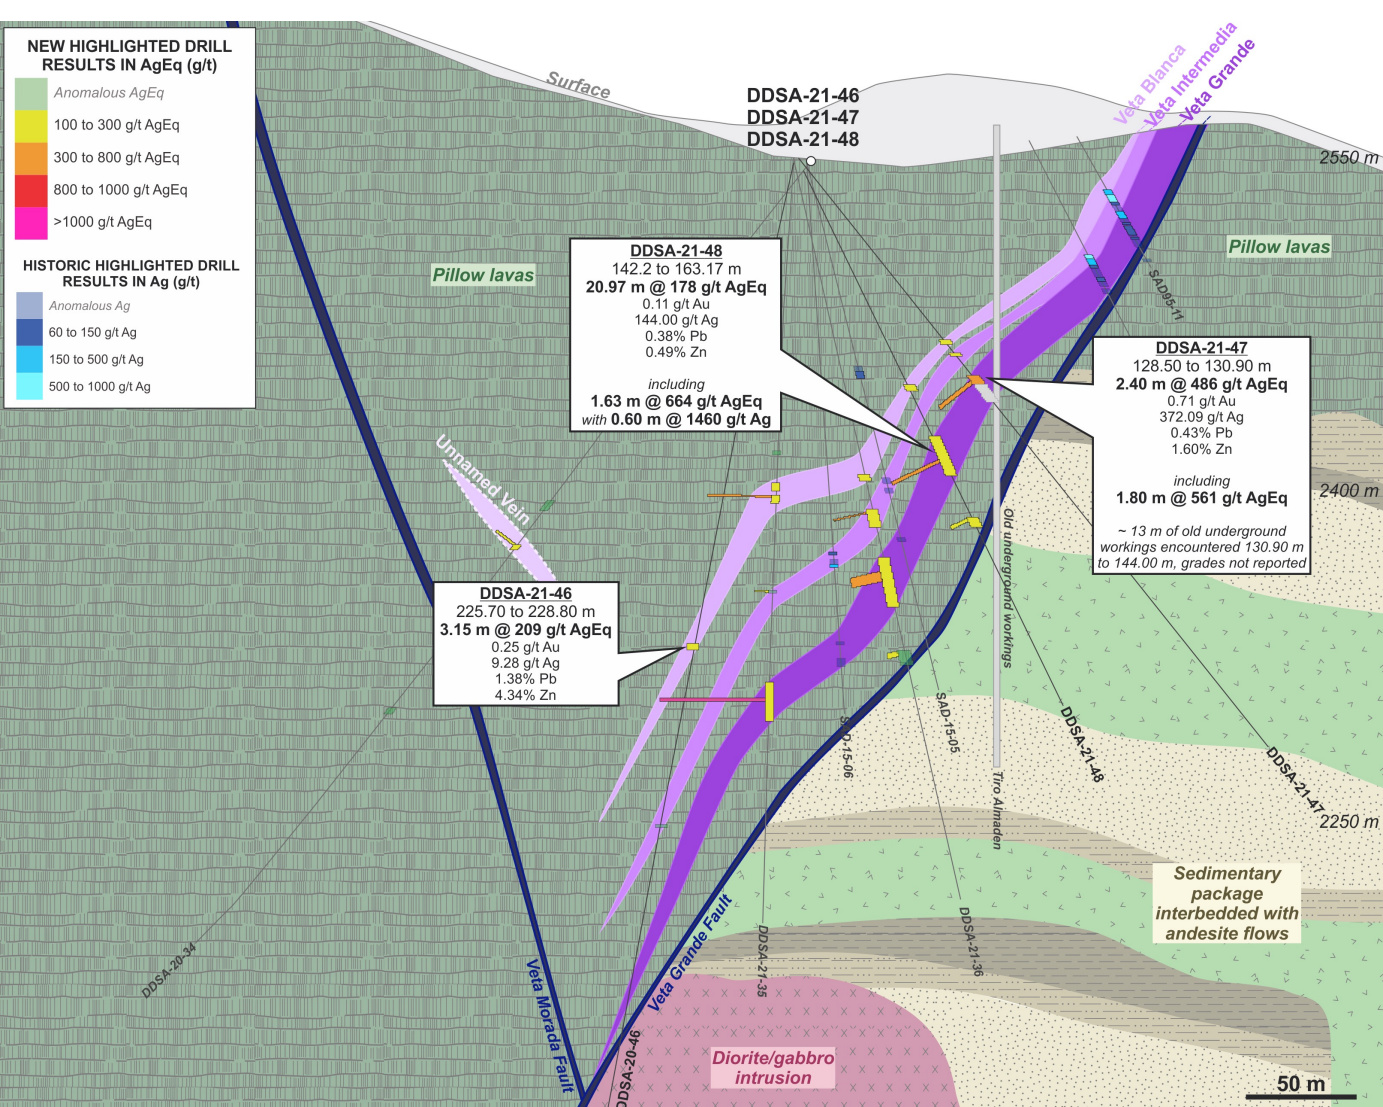 NEW HIGHLIGHTED DRILL
RESULTS IN AgEq (g/t)
Anomalous AgEq
100 to 300 g/t AgEq
300 to 800 g/t AgEq
800 to 1000 g/t AgEq
>1000 g/t AgEq
HISTORIC HIGHLIGHTED DRILL
RESULTS IN Ag (g/t)
Anomalous Ag
60 to 150 g/t Ag
150 to 500 g/t Ag
500 to 1000 g/t Ag
Surface
DDSA-21-46
DDSA-21-47
DDSA-21-48
Veta Blanca
Veta Intermedia
Veta Grande
2550 m
Pillow lavas
Pillow lavas
SAD95-11
DDSA-21-48
142.2 to 163.17 m
20.97 m @ 178 g/t AgEq
0.11 g/t Au
144.00 g/t Ag
0.38% Pb
0.49% Zn
including
1.63 m @ 664 g/t AgEq
with 0.60 m @ 1460 g/t Ag
DDSA-21-47
128.50 to 130.90 m
2.40 m @ 486 g/t AgEq
0.71 g/t Au
372.09 g/t Ag
0.43% Pb
1.60% Zn
including
1.80 m @ 561 g/t AgEq
~ 13 m of old underground
workings encountered 130.90 m
to 144.00 m, grades not reported
2400 m
Unnamed Vein
Old underground workings
DDSA-21-46
225.70 to 228.80 m
3.15 m @ 209 g/t AgEq
0.25 g/t Au
9.28 g/t Ag
1.38% Pb
4.34% Zn
SAD-15-06
SAD-15-05
DDSA-21-48
DDSA-21-47
Tiro Almaden
2250 m
Sedimentary
package
interbedded with
andesite flows
DDSA-20-34
DDSA-21-35
DDSA-21-36
Veta Morada Fault
Veta Grande Fault
DDSA-20-46
Diorite/gabbro
intrusion
50 m